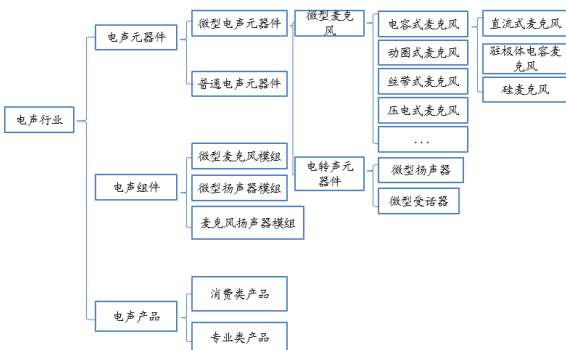 电声行业
电声元器件
微型电声元器件
微型麦克
风
电容式麦克风
直流式麦克风
驻极体电容麦
克风
硅麦克风
动圈式麦克风
丝带式麦克风
压电式麦克风
...
电转声元
器件
微型扬声器
微型受话器
普通电声元器件
电声组件
微型麦克风模组
微型扬声器模组
麦克风扬声器模组
电声产品
消费类产品
专业类产品